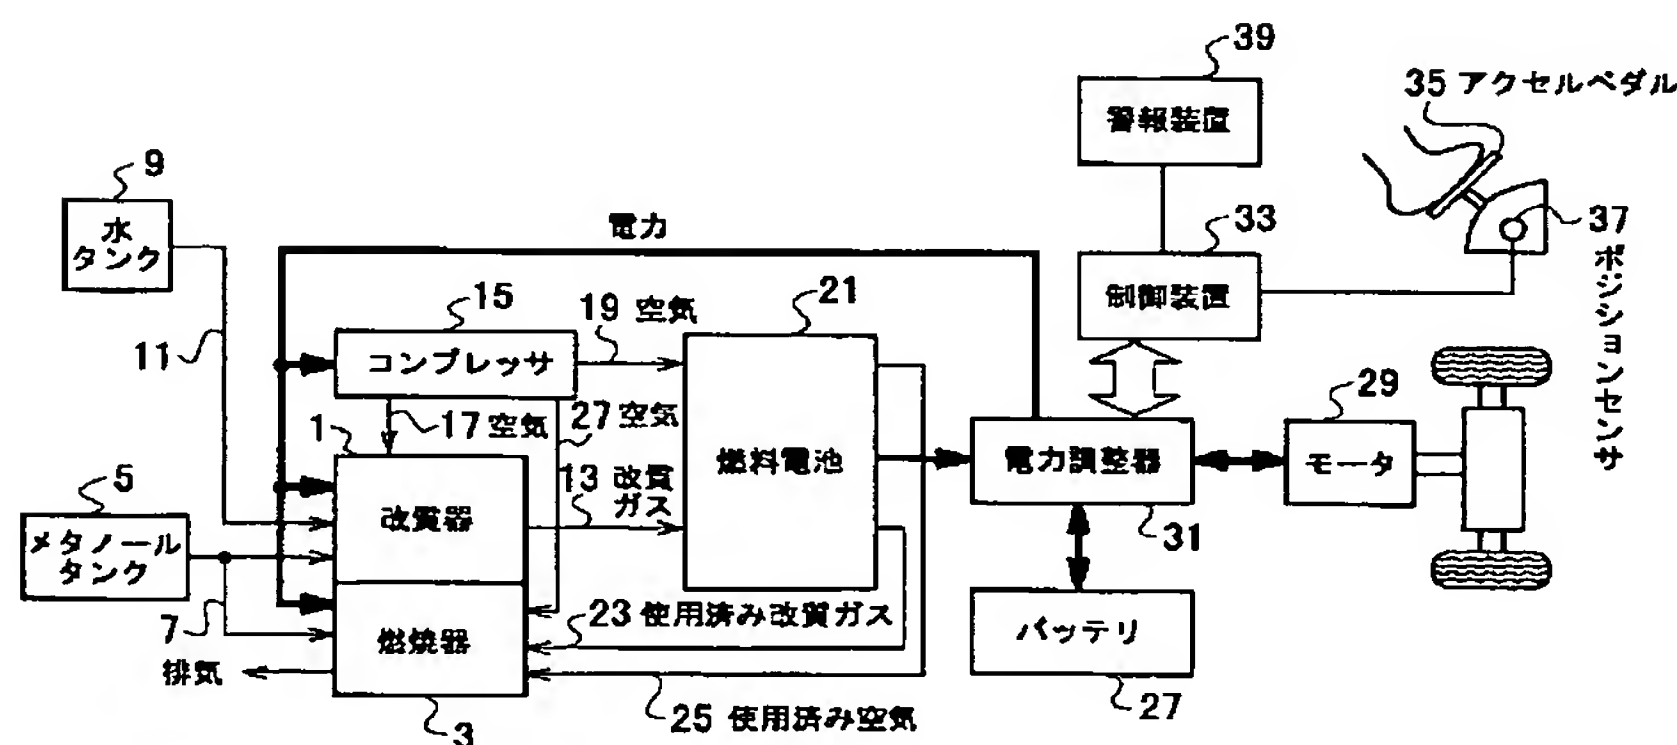 39
警報装置
35 アクセルペダル
9
水
タンク
電力
33
制御装置
37
ポジションセンサ
15
コンプレッサ
19 空気
21
燃料電池
11
1
17 空気
27 空気
29
モータ
電力調整器
31
13 改質
ガス
5
メタノール
タンク
改質器
7
燃焼器
23 使用済み改質ガス
バッテリ
27
排気
3
25 使用済み空気